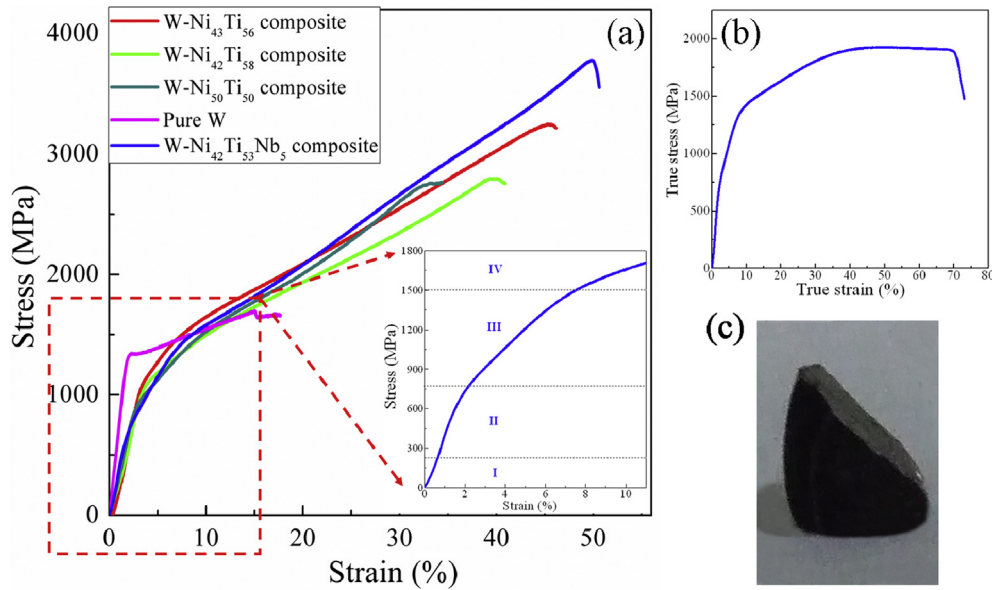 W-Ni43Ti56 composite
W-Ni42Ti58 composite
W-Ni50Ti50 composite
Pure W
W-Ni42Ti53Nb5 composite
(a)
Stress (MPa)
4000
3000
2000
1000
0
0 10 20 30 40 50
Strain (%)
Stress (MPa)
1800
1500
1200
900
600
300
0
IV
III
II
I
0 2 4 6 8 10
Strain (%)
(b)
True stress (MPa)
2000
1500
1000
500
0
0 10 20 30 40 50 60 70 80
True strain (%)
(c)